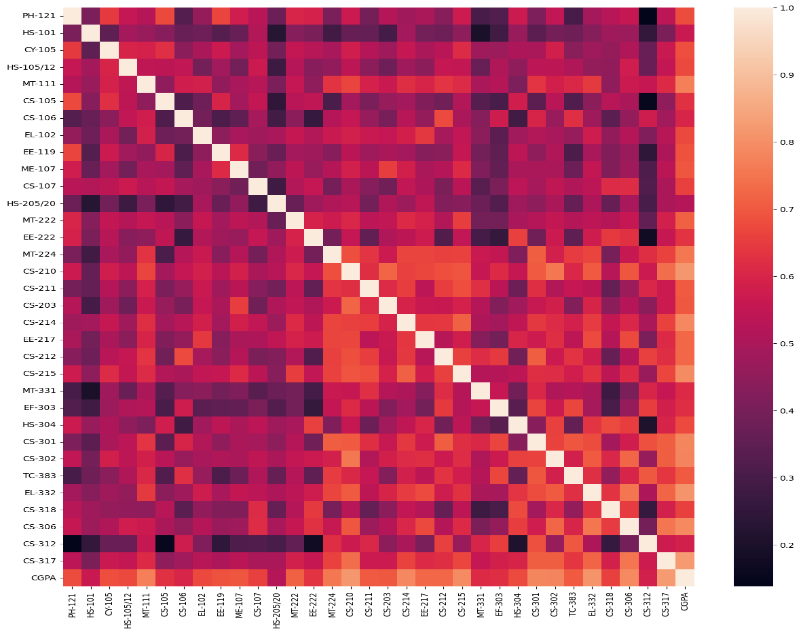 PH-121
HS-101
CY-105
HS-105/12
MT-111
CS-105
CS-106
EL-102
EE-119
ME-107
CS-107
HS-205/20
MT-222
EE-222
MT-224
CS-210
CS-211
CS-203
CS-214
EE-217
CS-212
CS-215
MT-331
EF-303
HS-304
CS-301
CS-302
TC-383
EL-332
CS-318
CS-306
CS-312
CS-317
CGPA
PH-121
HS-101
CY-105
HS-105/12
MT-111
CS-105
CS-106
EL-102
EE-119
ME-107
CS-107
HS-205/20
MT-222
EE-222
MT-224
CS-210
CS-211
CS-203
CS-214
EE-217
CS-212
CS-215
MT-331
EF-303
HS-304
CS-301
CS-302
TC-383
EL-332
CS-318
CS-306
CS-312
CS-317
CGPA
1.0
0.9
0.8
0.7
0.6
0.5
0.4
0.3
0.2